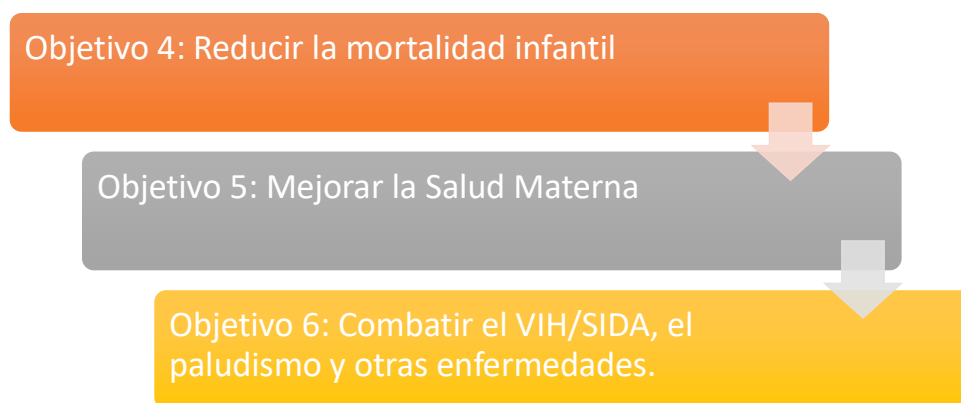 Objetivo 4: Reducir la mortalidad infantil
Objetivo 5: Mejorar la Salud Materna
Objetivo 6: Combatir el VIH/SIDA, el
paludismo y otras enfermedades.